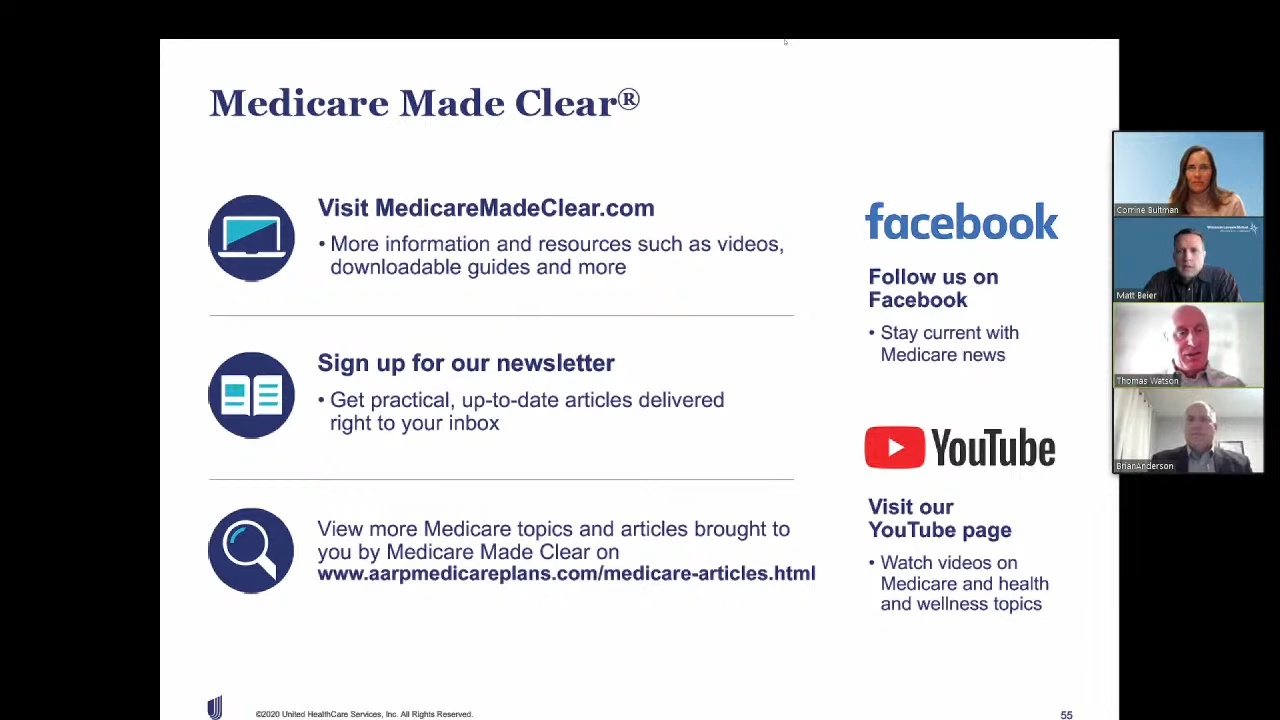 Medicare Made Clear®
Visit MedicareMadeClear.com
• More information and resources such as videos,
downloadable guides and more
Sign up for our newsletter
• Get practical, up-to-date articles delivered
right to your inbox
View more Medicare topics and articles brought to
you by Medicare Made Clear on
www.aarpmedicareplans.com/medicare-articles.html
facebook
Follow us on
Facebook
• Stay current with
Medicare news
YouTube
Visit our
YouTube page
• Watch videos on
Medicare and health
and wellness topics
©2020 United HealthCare Services, Inc. All Rights Reserved.
55
Corrine Bultman
Matt Beier
Thomas Watson
BrianAnderson